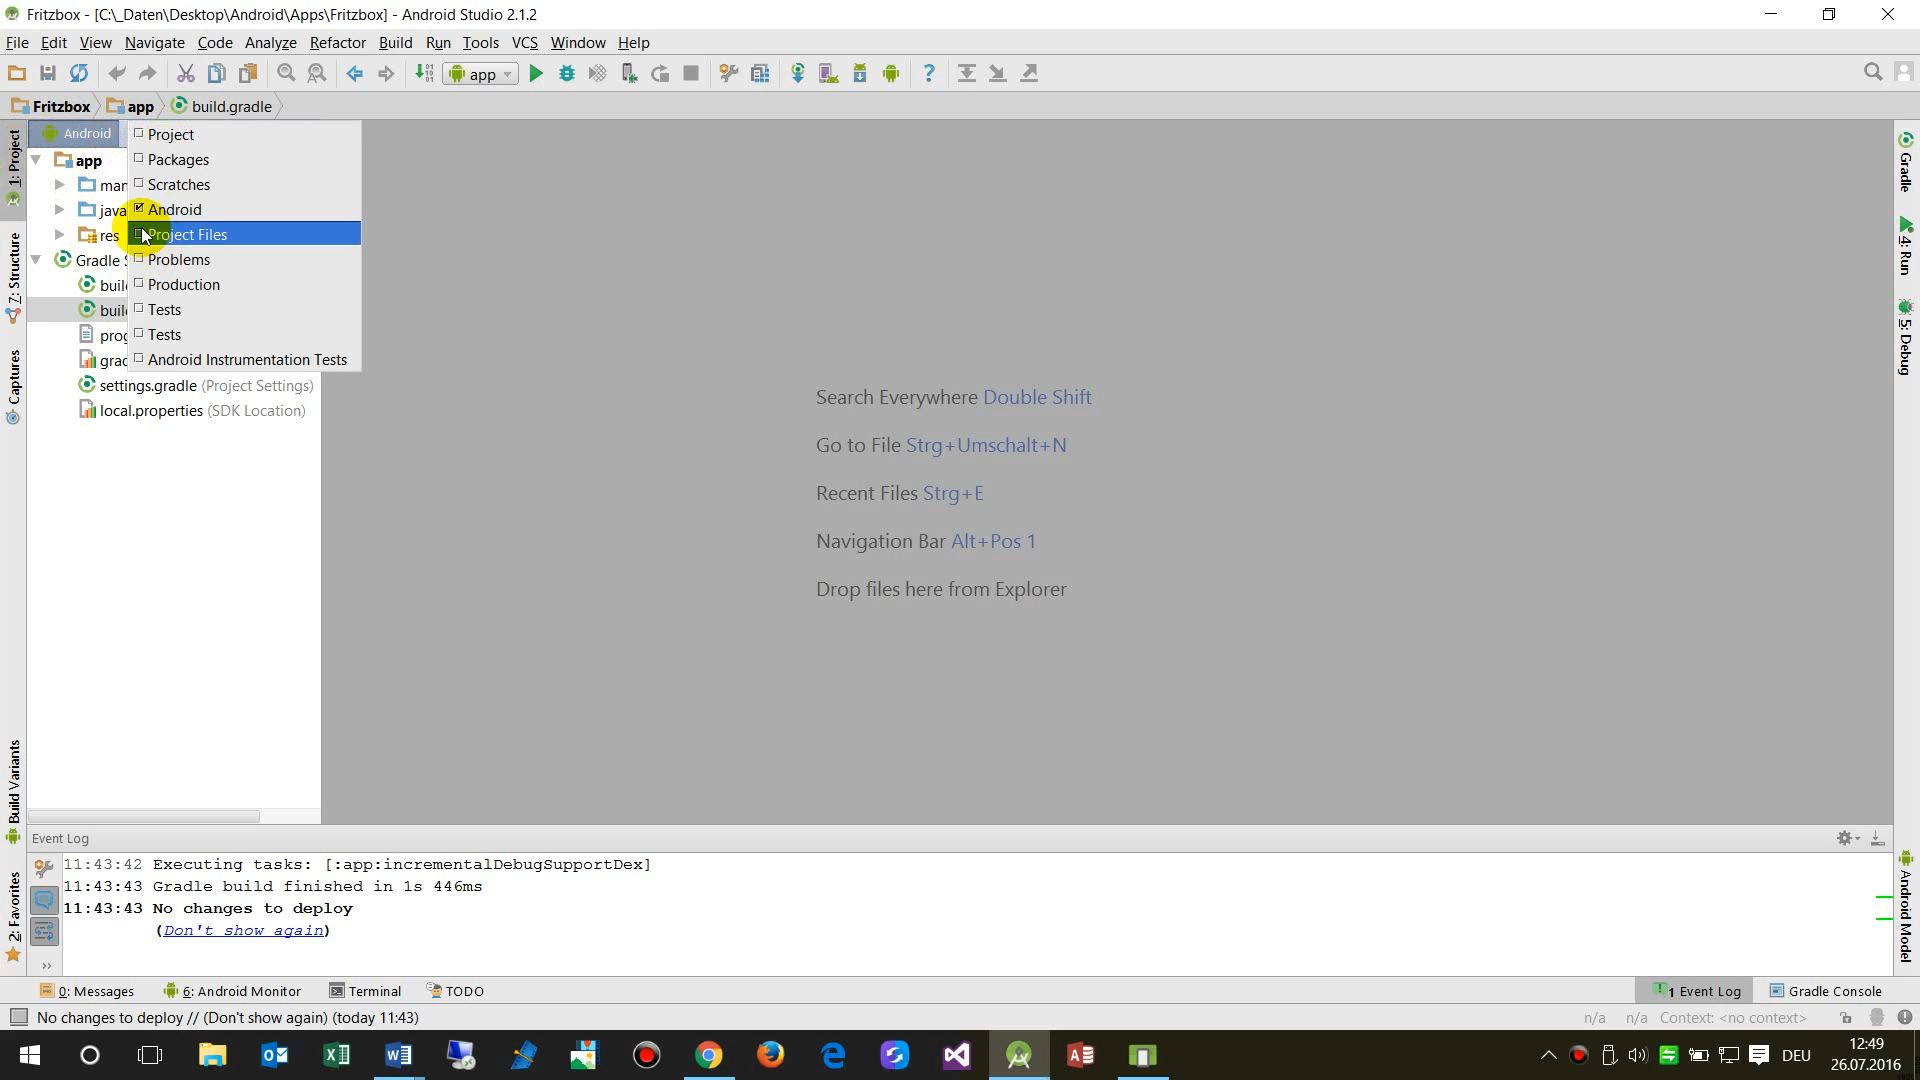 Fritzbox - [C:\_Daten\Desktop\Android\Apps\Fritzbox] - Android Studio 2.1.2
File Edit View Navigate Code Analyze Refactor Build Run Tools VCS Window Help
app
Fritzbox app build.gradle
Android
Project
Packages
Scratches
Android
Project Files
Problems
Production
Tests
Tests
Android Instrumentation Tests
app
java
res
Gradle
settings.gradle (Project Settings)
local.properties (SDK Location)
1: Project
7: Structure
Captures
Build Variants
2: Favorites
Search Everywhere Double Shift
Go to File Strg+Umschalt+N
Recent Files Strg+E
Navigation Bar Alt+Pos 1
Drop files here from Explorer
Gradle
4: Run
5: Debug
Android Model
Event Log
11:43:42 Executing tasks: [:app:incrementalDebugSupportDex]
11:43:43 Gradle build finished in 1s 446ms
11:43:43 No changes to deploy
(Don't show again)
0: Messages 6: Android Monitor Terminal TODO 1 Event Log Gradle Console
No changes to deploy // (Don't show again) (today 11:43) n/a n/a Context: <no context>
DEU
12:49
26.07.2016